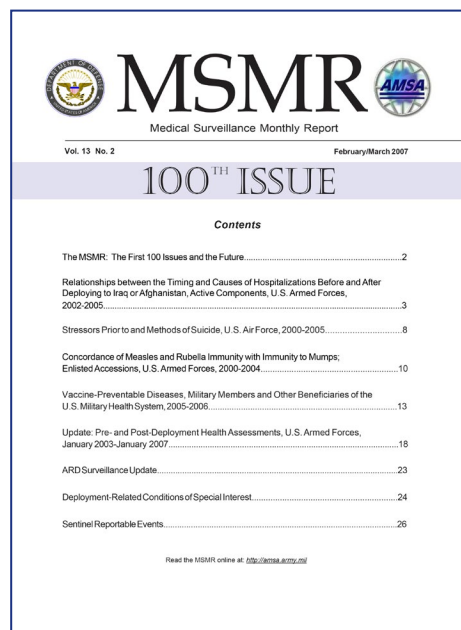 MSMR
AMSA
Medical Surveillance Monthly Report
Vol. 13 No. 2
February/March 2007
100TH ISSUE
Contents
The MSMR: The First 100 Issues and the Future.................................................................2
Relationships between the Timing and Causes of Hospitalizations Before and After
Deploying to Iraq or Afghanistan, Active Components, U.S. Armed Forces,
2002-2005.................................................................3
Stressors Prior to and Methods of Suicide, U.S. Air Force, 2000-2005.............................8
Concordance of Measles and Rubella Immunity with Immunity to Mumps;
Enlisted Accessions, U.S. Armed Forces, 2000-2004.................................................10
Vaccine-Preventable Diseases, Military Members and Other Beneficiaries of the
U.S. Military Health System, 2005-2006.................................................13
Update: Pre- and Post-Deployment Health Assessments, U.S. Armed Forces,
January 2003-January 2007.................................................18
ARD Surveillance Update.................................................23
Deployment-Related Conditions of Special Interest.................................................24
Sentinel Reportable Events.................................................26
Read the MSMR online at: http://amsa.army.mil